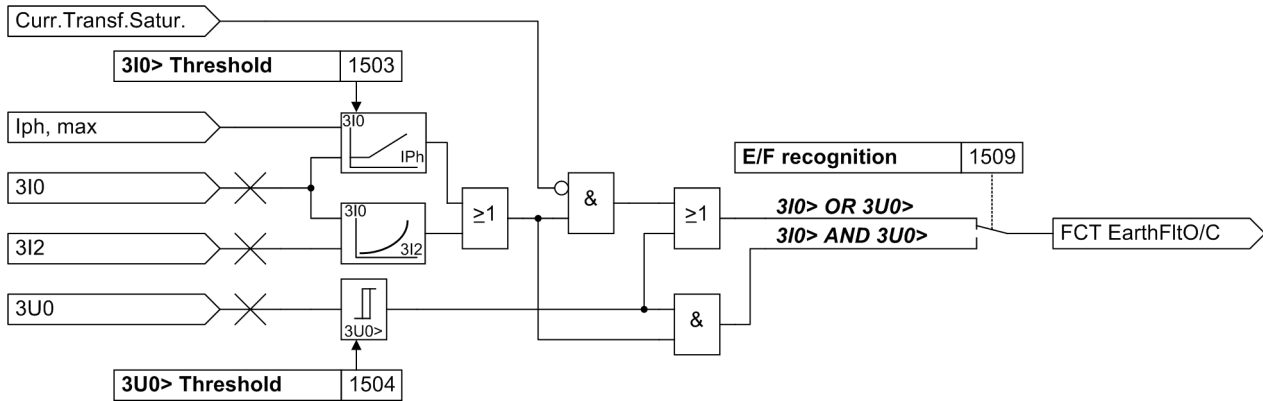 Curr.Transf.Satur.
3I0> Threshold 1503
Iph, max
3I0
IPh
E/F recognition 1509
3I0
3I0
3I2
≥1
&
≥1
3I0> OR 3U0>
3I0> AND 3U0>
FCT EarthFltO/C
3I2
3U0
3U0>
&
3U0> Threshold 1504